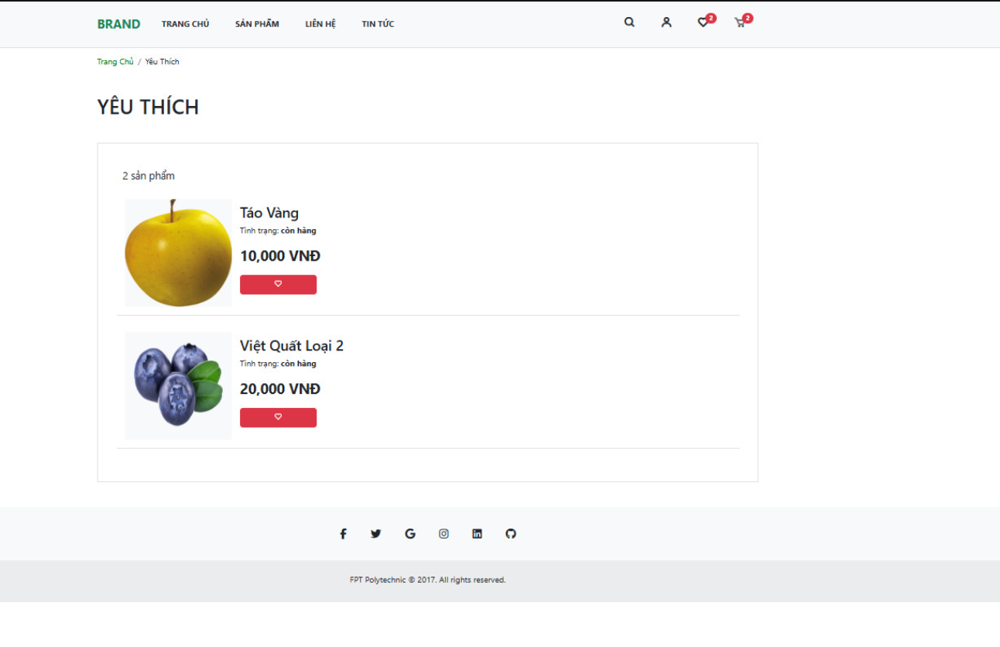 BRAND TRANG CHỦ SẢN PHẨM LIÊN HỆ TIN TỨC 2 2
Trang Chủ / Yêu Thích
YÊU THÍCH
2 sản phẩm
Táo Vàng
Tình trạng: còn hàng
10,000 VNĐ
Việt Quất Loại 2
Tình trạng: còn hàng
20,000 VNĐ
FPT Polytechnic © 2017. All rights reserved.